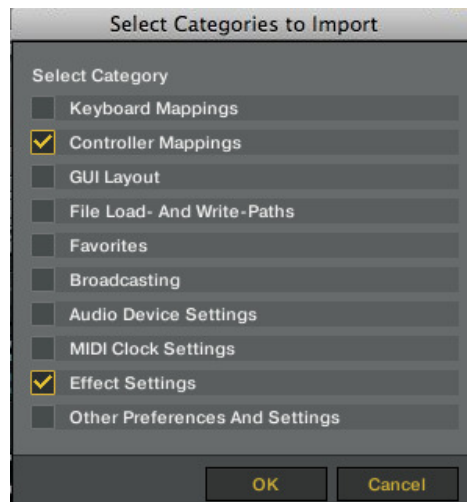 Select Categories to Import
Select Category
Keyboard Mappings
Controller Mappings
GUI Layout
File Load- And Write-Paths
Favorites
Broadcasting
Audio Device Settings
MIDI Clock Settings
Effect Settings
Other Preferences And Settings
OK Cancel